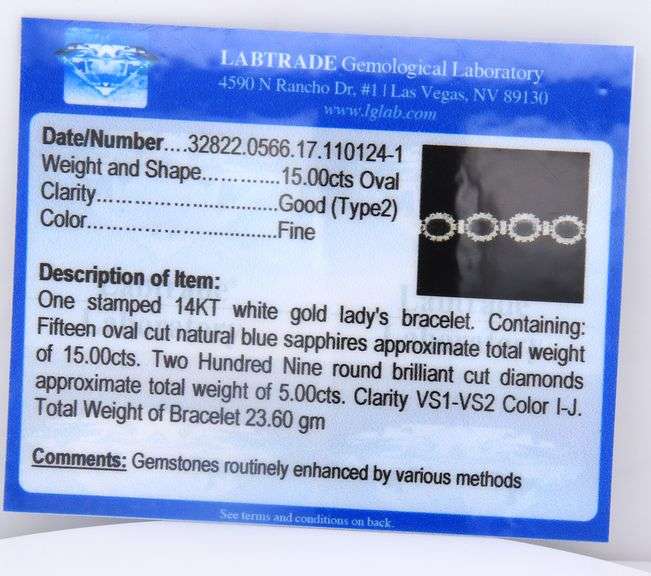 LABTRADE Gemological Laboratory
4590 N Rancho Dr, #1 | Las Vegas, NV 89130
www.lglab.com
Date/Number....32822.0566.17.110124-1
Weight and Shape.............15.00cts Oval
Clarity...............................Good (Type2)
Color................................Fine
Description of Item:
One stamped 14KT white gold lady's bracelet. Containing:
Fifteen oval cut natural blue sapphires approximate total weight
of 15.00cts. Two Hundred Nine round brilliant cut diamonds
approximate total weight of 5.00cts. Clarity VS1-VS2 Color I-J.
Total Weight of Bracelet 23.60 gm
Comments: Gemstones routinely enhanced by various methods
See terms and conditions on back.